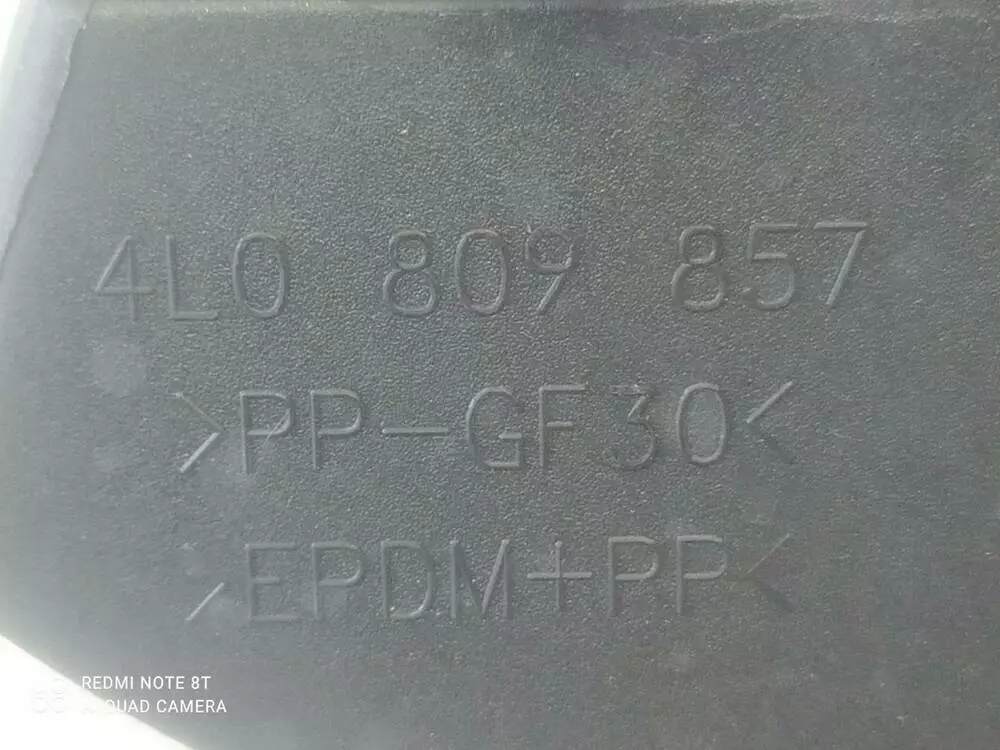 4L0 809 857
>PP-GF30<
>EPDM+PP<
REDMI NOTE 8T
QUAD CAMERA